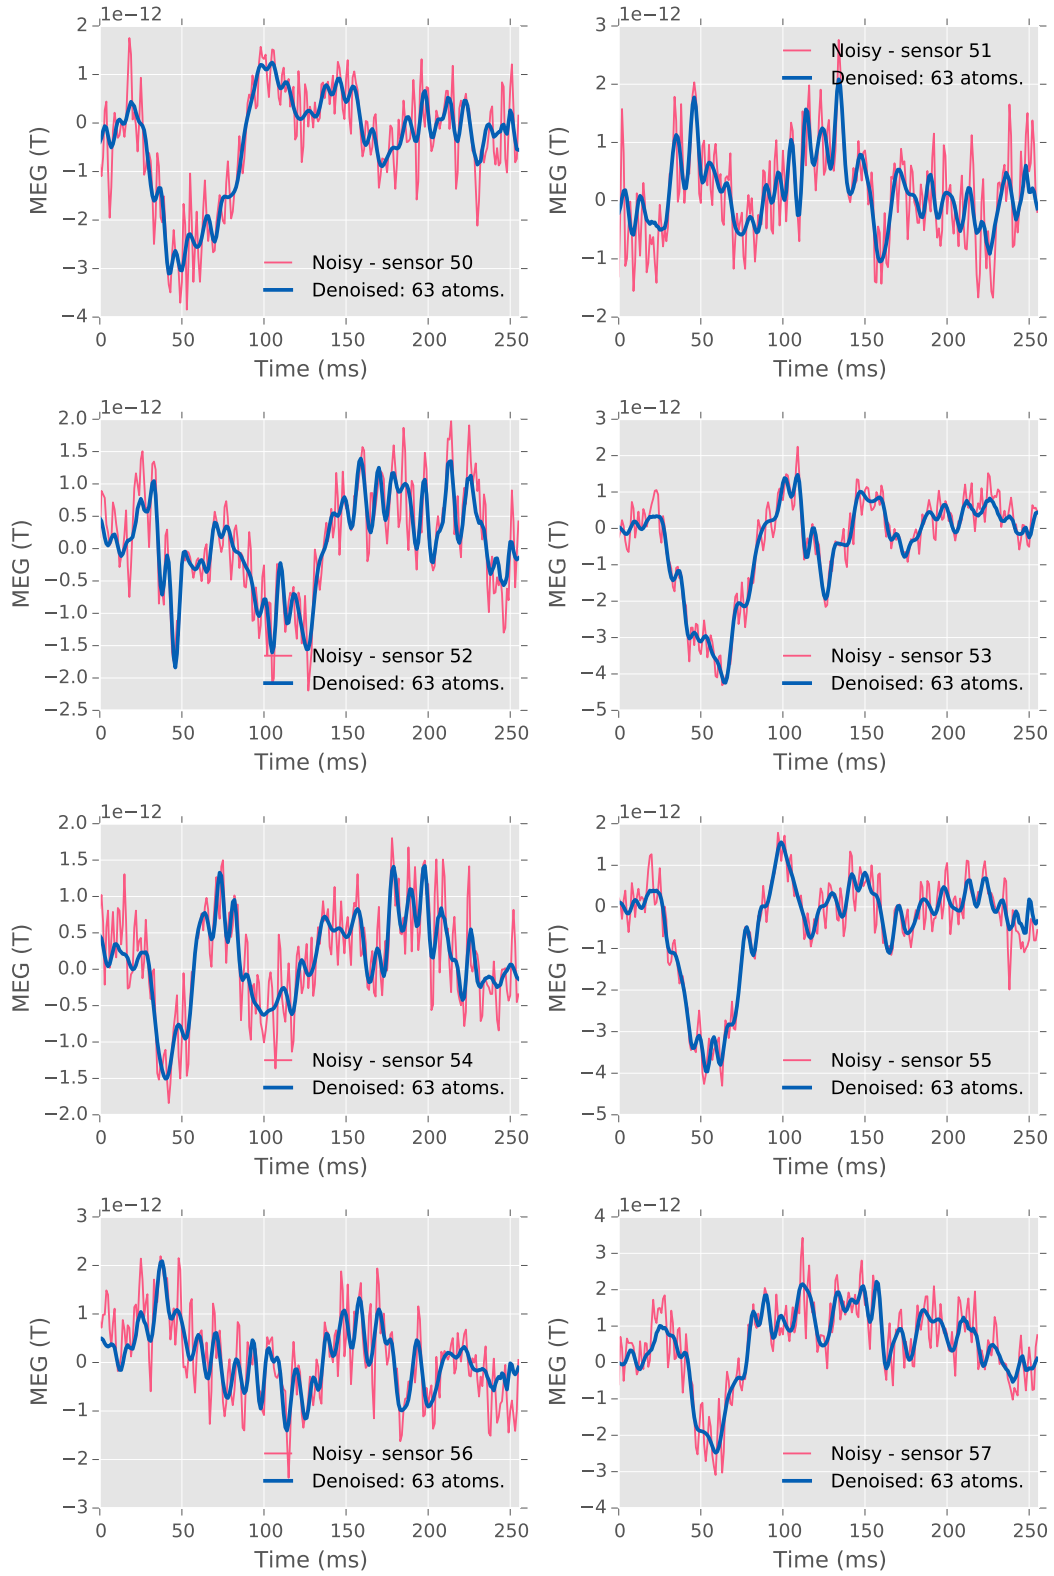 1e−12
2
1
0
−1
−2
−3
−4
MEG (T)
Noisy - sensor 50
Denoised: 63 atoms.
0 50 100 150 200 250
Time (ms)
1e−12
3
2
1
0
−1
−2
MEG (T)
Noisy - sensor 51
Denoised: 63 atoms.
0 50 100 150 200 250
Time (ms)
1e−12
2.0
1.5
1.0
0.5
0.0
−0.5
−1.0
−1.5
−2.0
−2.5
MEG (T)
Noisy - sensor 52
Denoised: 63 atoms.
0 50 100 150 200 250
Time (ms)
1e−12
3
2
1
0
−1
−2
−3
−4
−5
MEG (T)
Noisy - sensor 53
Denoised: 63 atoms.
0 50 100 150 200 250
Time (ms)
1e−12
2.0
1.5
1.0
0.5
0.0
−0.5
−1.0
−1.5
−2.0
MEG (T)
Noisy - sensor 54
Denoised: 63 atoms.
0 50 100 150 200 250
Time (ms)
1e−12
2
1
0
−1
−2
−3
−4
−5
MEG (T)
Noisy - sensor 55
Denoised: 63 atoms.
0 50 100 150 200 250
Time (ms)
1e−12
3
2
1
0
−1
−2
−3
MEG (T)
Noisy - sensor 56
Denoised: 63 atoms.
0 50 100 150 200 250
Time (ms)
1e−12
4
3
2
1
0
−1
−2
−3
−4
MEG (T)
Noisy - sensor 57
Denoised: 63 atoms.
0 50 100 150 200 250
Time (ms)